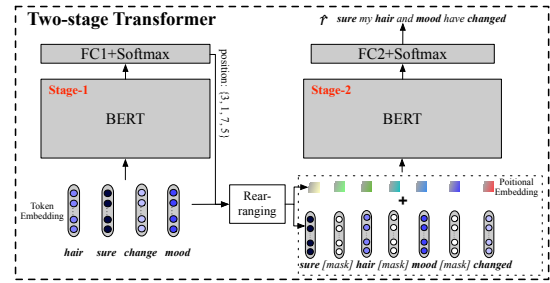 Two-stage Transformer
sure my hair and mood have changed
FC1+Softmax
FC2+Softmax
position: {3, 1, 7, 5}
Stage-1
BERT
Stage-2
BERT
Token
Embedding
Rear-
ranging
Poitional
Embedding
+
hair sure change mood
sure [mask] hair [mask] mood [mask] changed